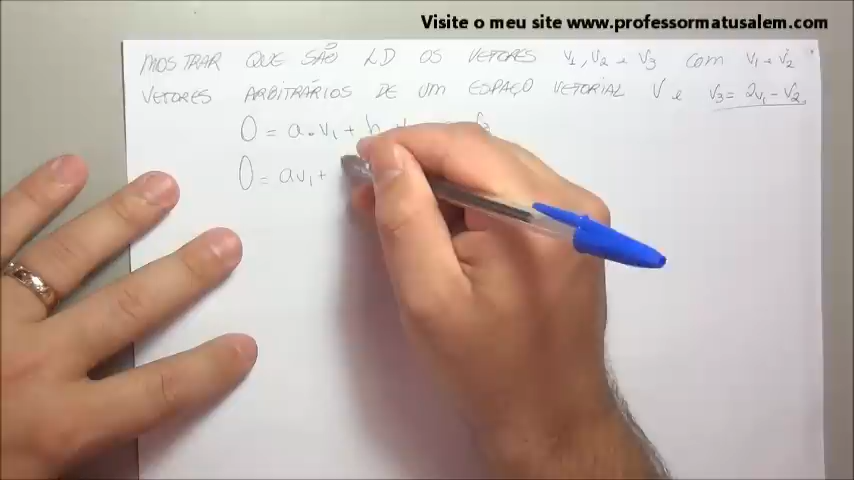 Visite o meu site www.professormatusalem.com
MOSTRAR QUE SÃO LD OS VETORES V₁, V₂ e V₃ com V₁ e V₂
VETORES ARBITRÁRIOS DE UM ESPAÇO VETORIAL V e V₃ = 2V₁ - V₂.
0 = a.V₁ + b
0 = aV₁ +